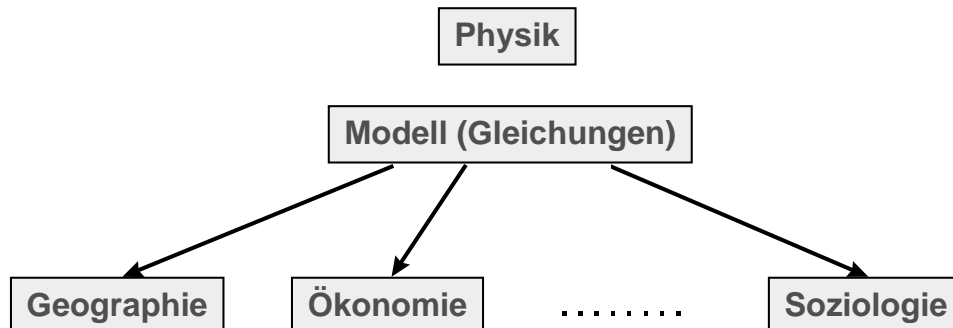 Physik
Modell (Gleichungen)
Geographie Ökonomie ........ Soziologie